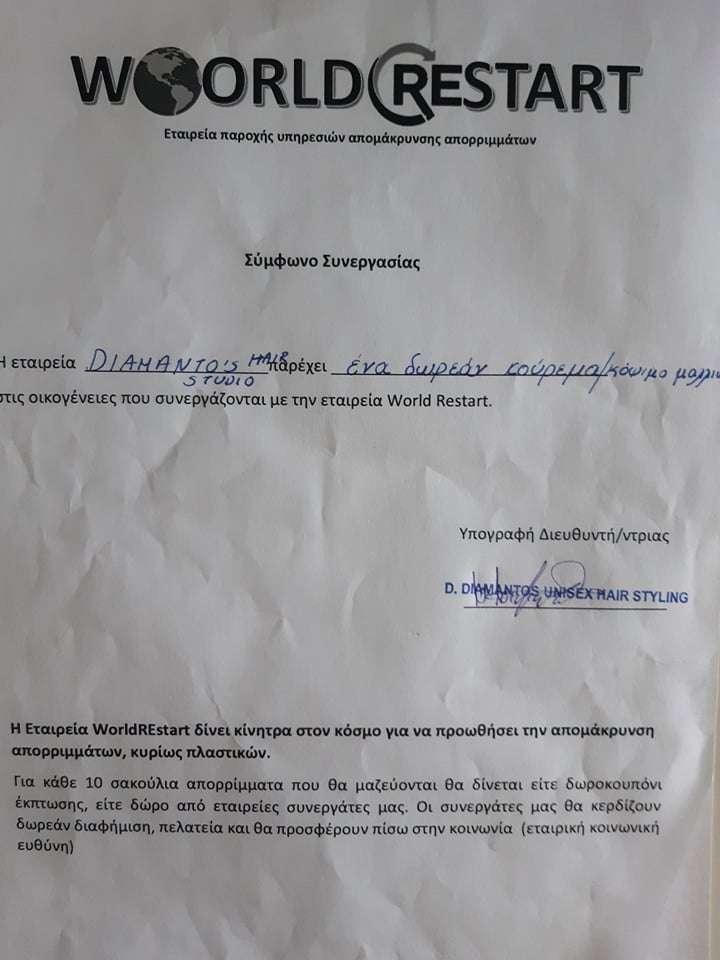 WORLD RESTART
Εταιρεία παροχής υπηρεσιών απομάκρυνσης απορριμμάτων
Σύμφωνο Συνεργασίας
Η εταιρεία DIAMANTO'S HAIR STUDIO παρέχει ένα δωρεάν κούρεμα/κόψιμο
στις οικογένειες που συνεργάζονται με την εταιρεία World Restart.
Υπογραφή Διευθυντή/ντριας
D. DIAMANTOS UNISEX HAIR STYLING
Η Εταιρεία WorldREstart δίνει κίνητρα στον κόσμο για να προωθήσει την απομάκρυνση
απορριμμάτων, κυρίως πλαστικών.
Για κάθε 10 σακούλια απορρίμματα που θα μαζεύονται θα δίνεται είτε δωροκουπόνι
έκπτωσης, είτε δώρο από εταιρείες συνεργάτες μας. Οι συνεργάτες μας θα κερδίζουν
δωρεάν διαφήμιση, πελατεία και θα προσφέρουν πίσω στην κοινωνία (εταιρική κοινωνική
ευθύνη)